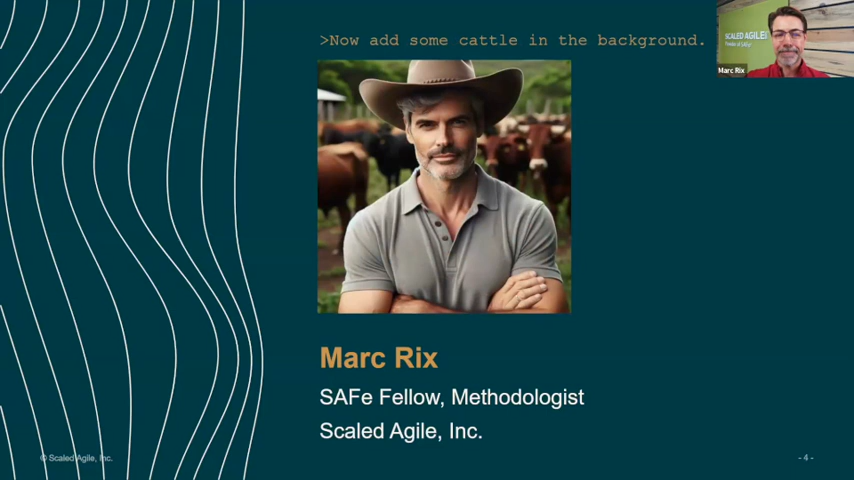 >Now add some cattle in the background.
SCALED AGILE
Marc Rix
Marc Rix
SAFe Fellow, Methodologist
Scaled Agile, Inc.
© Scaled Agile, Inc.
- 4 -